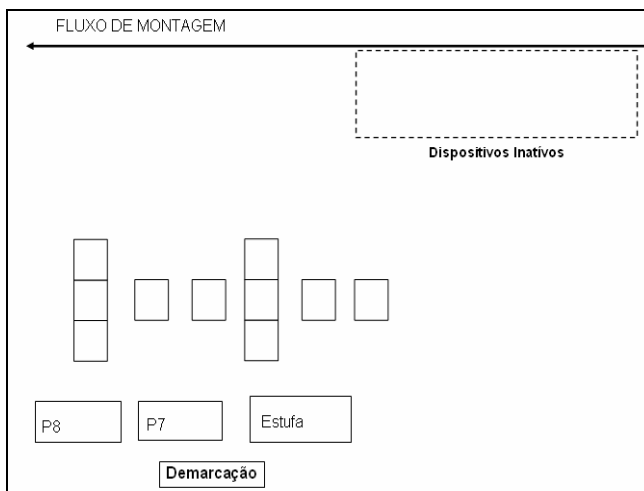 FLUXO DE MONTAGEM
Dispositivos Inativos
P8
P7
Estufa
Demarcação